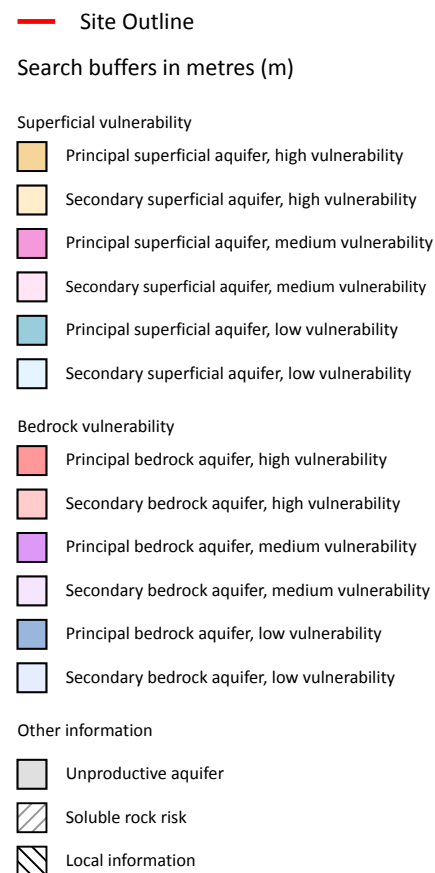 Site Outline
Search buffers in metres (m)
Superficial vulnerability
Principal superficial aquifer, high vulnerability
Secondary superficial aquifer, high vulnerability
Principal superficial aquifer, medium vulnerability
Secondary superficial aquifer, medium vulnerability
Principal superficial aquifer, low vulnerability
Secondary superficial aquifer, low vulnerability
Bedrock vulnerability
Principal bedrock aquifer, high vulnerability
Secondary bedrock aquifer, high vulnerability
Principal bedrock aquifer, medium vulnerability
Secondary bedrock aquifer, medium vulnerability
Principal bedrock aquifer, low vulnerability
Secondary bedrock aquifer, low vulnerability
Other information
Unproductive aquifer
Soluble rock risk
Local information